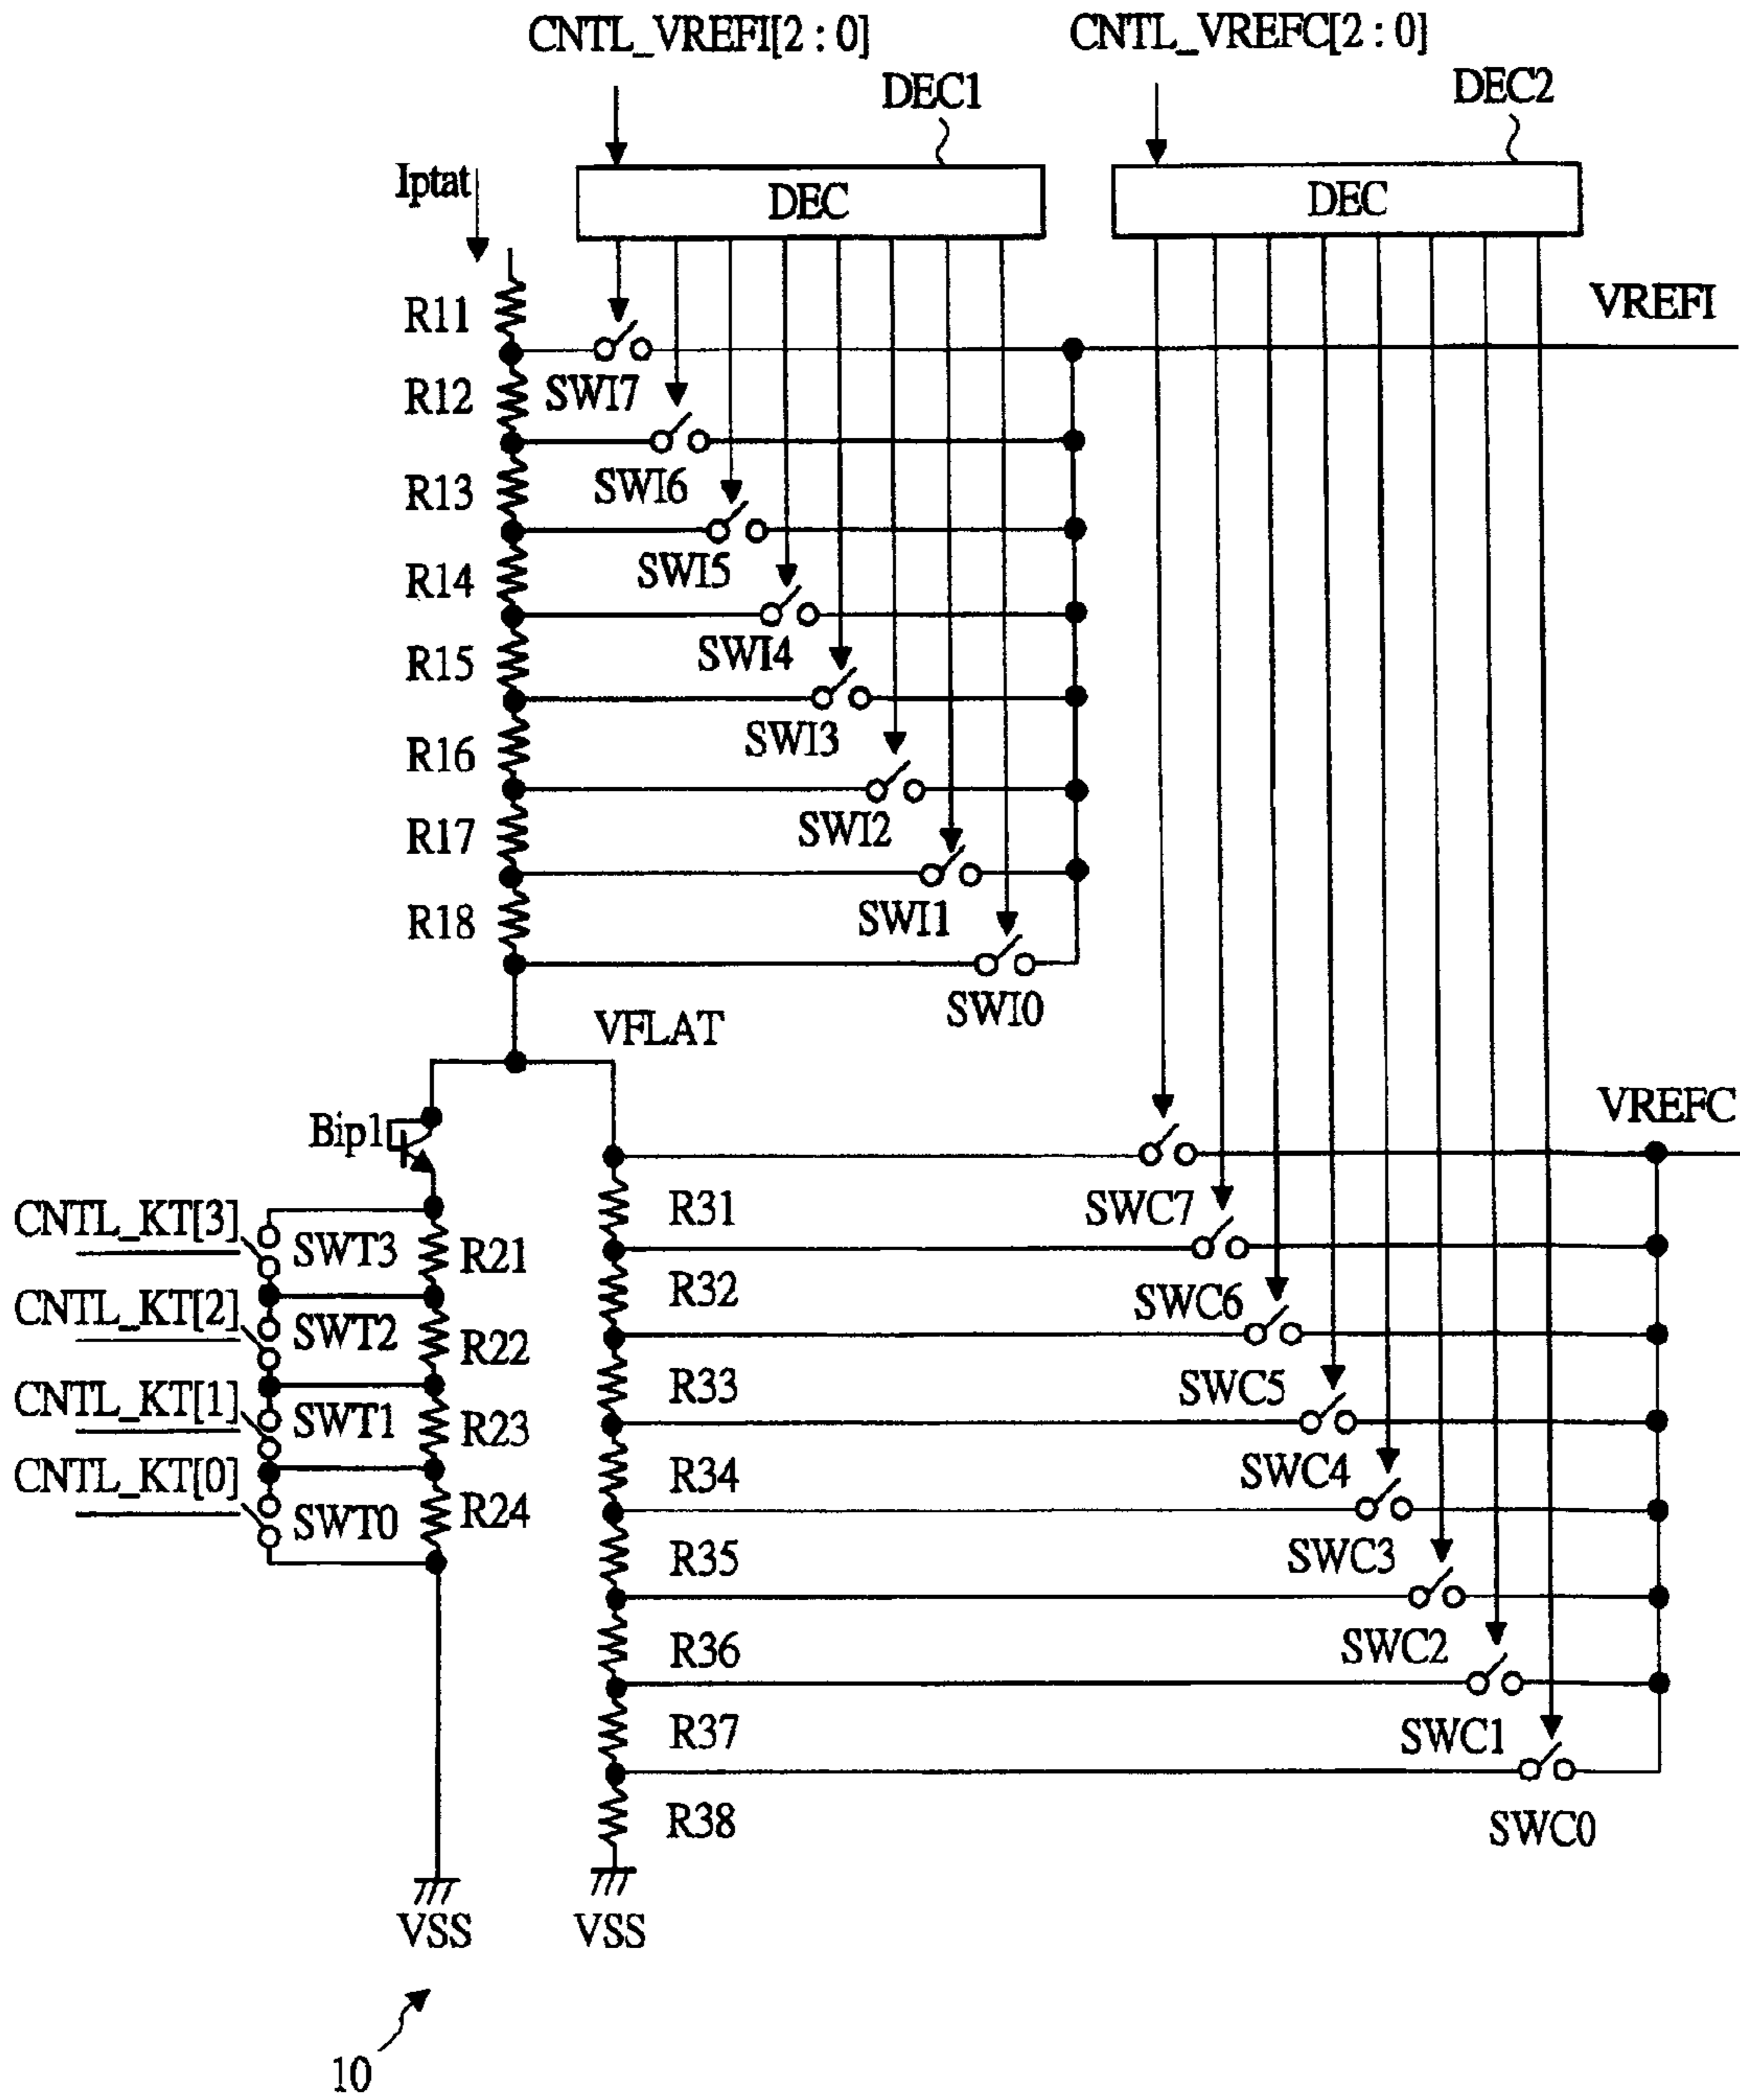 CNTL_VREFI[2 : 0]
CNTL_VREFC[2 : 0]
DEC1
DEC2
Iptat
DEC
DEC
VREFI
R11
SWI7
R12
SWI6
R13
SWI5
R14
SWI4
R15
SWI3
R16
SWI2
R17
SWI1
R18
SWI0
VFLAT
VREFC
Bip1
CNTL_KT[3]
SWT3
R21
R31
SWC7
CNTL_KT[2]
SWT2
R22
R32
SWC6
CNTL_KT[1]
SWT1
R23
R33
SWC5
CNTL_KT[0]
SWT0
R24
R34
SWC4
R35
SWC3
R36
SWC2
R37
SWC1
R38
SWC0
VSS
VSS
10